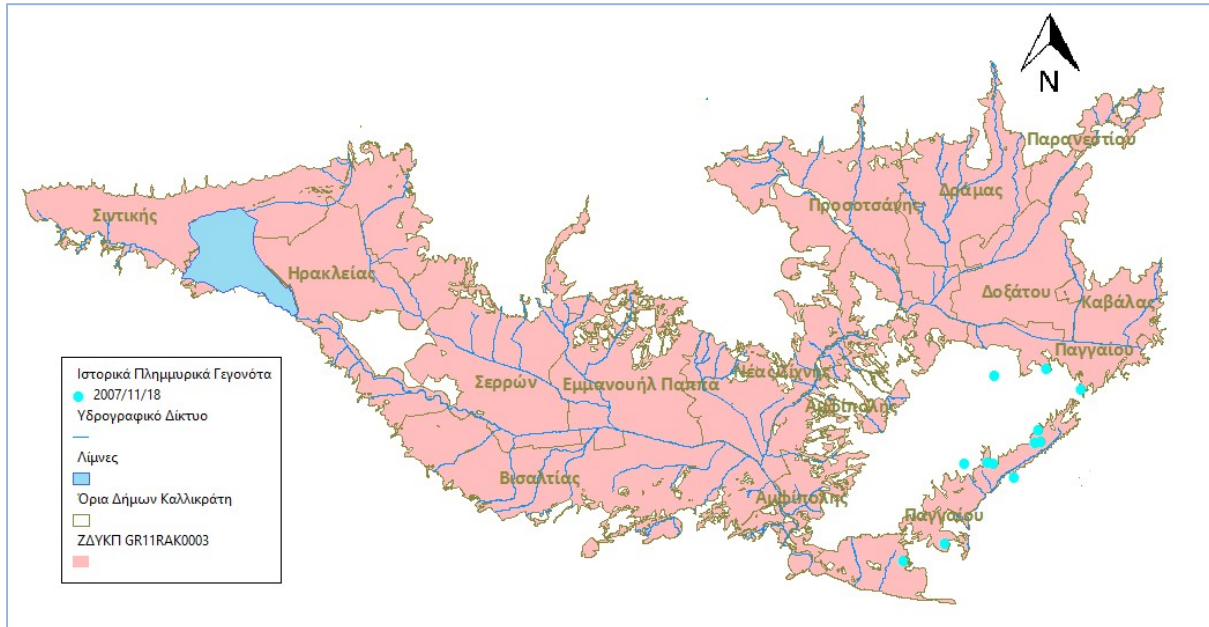 N
Παρανεστίου
Δράμας
Προσοτσάνης
Σιντικής
Ηρακλείας
Δοξάτου
Καβάλας
Παγγαίου
Νέας Ζίχνης
Σερρών
Εμμανουήλ Παππά
Αμφίπολης
Βισαλτίας
Αμφίπολης
Παγγαίου
Ιστορικά Πλημμυρικά Γεγονότα
2007/11/18
Υδρογραφικό Δίκτυο
Λίμνες
Όρια Δήμων Καλλικράτη
ΖΔΥΚΠ GR11RAK0003